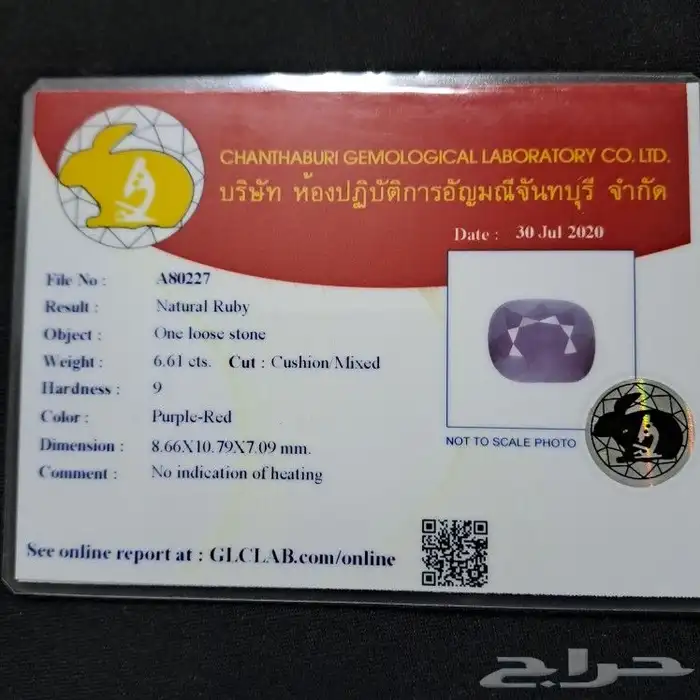 CHANTHABURI GEMOLOGICAL LABORATORY CO. LTD.
บริษัท ห้องปฏิบัติการอัญมณีจันทบุรี จำกัด
Date : 30 Jul 2020
File No : A80227
Result : Natural Ruby
Object : One loose stone
Weight : 6.61 cts. Cut : Cushion/Mixed
Hardness : 9
Color : Purple-Red
Dimension : 8.66X10.79X7.09 mm.
Comment : No indication of heating
NOT TO SCALE PHOTO
See online report at : GLCLAB.com/online
حراج